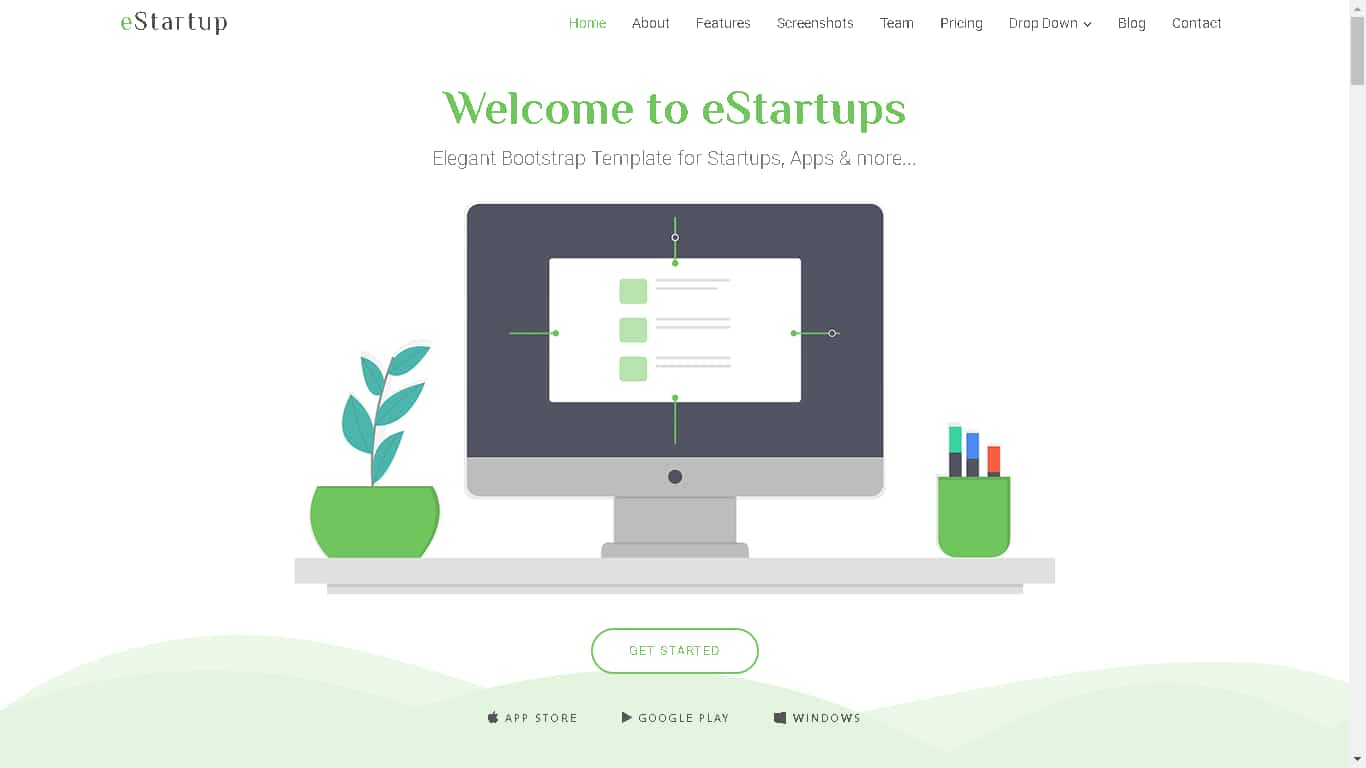 eStartup
Home About Features Screenshots Team Pricing Drop Down Blog Contact
Welcome to eStartups
Elegant Bootstrap Template for Startups, Apps & more...
GET STARTED
APP STORE GOOGLE PLAY WINDOWS